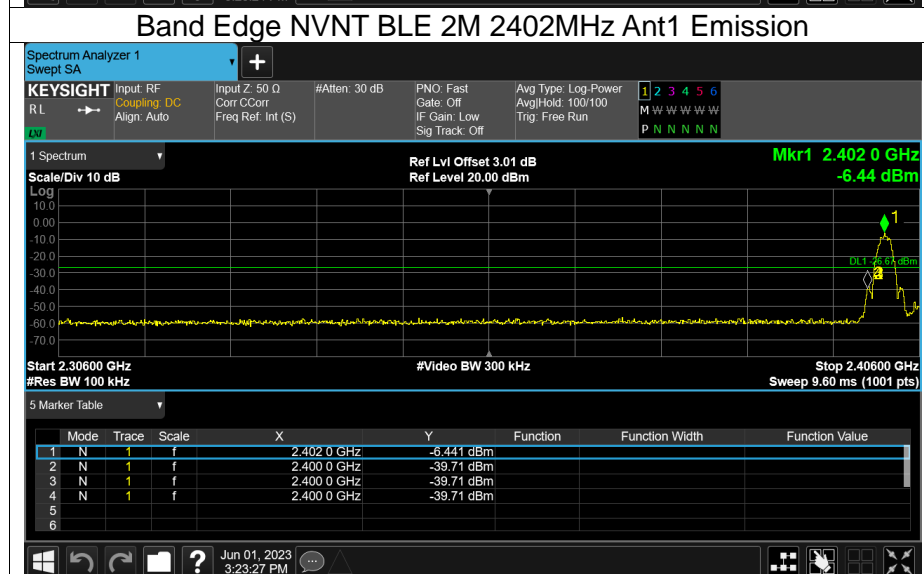 Band Edge NVNT BLE 2M 2402MHz Ant1 Emission
Spectrum Analyzer 1
Swept SA
+
KEYSIGHT Input: RF Input Z: 50 Ω #Atten: 30 dB PNO: Fast Avg Type: Log-Power 1 2 3 4 5 6
RL Coupling: DC Corr CCorr Gate: Off Avg|Hold: 100/100 M W W W W W
Align: Auto Freq Ref: Int (S) IF Gain: Low Trig: Free Run
LXI Sig Track: Off P N N N N N
1 Spectrum Ref Lvl Offset 3.01 dB Mkr1 2.402 0 GHz
Scale/Div 10 dB Ref Level 20.00 dBm -6.44 dBm
Log
10.0
0.00
-10.0
-20.0
-30.0
-40.0
-50.0
-60.0
-70.0
1
DL1 -26.67 dBm
Start 2.30600 GHz #Video BW 300 kHz Stop 2.40600 GHz
#Res BW 100 kHz Sweep 9.60 ms (1001 pts)
5 Marker Table
Mode Trace Scale X Y Function Function Width Function Value
1 N 1 f 2.402 0 GHz -6.441 dBm
2 N 1 f 2.400 0 GHz -39.71 dBm
3 N 1 f 2.400 0 GHz -39.71 dBm
4 N 1 f 2.400 0 GHz -39.71 dBm
5
6
? Jun 01, 2023
3:23:27 PM